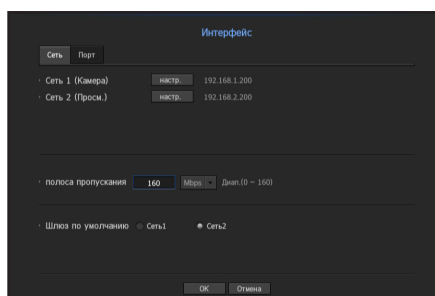 Интерфейс
Сеть Порт
Сеть 1 (Камера) настр. 192.168.1.200
Сеть 2 (Просм.) настр. 192.168.2.200
полоса пропускания 160 Mbps Диап.(0 ~ 160)
Шлюз по умолчанию Сеть1 Сеть2
OK Отмена